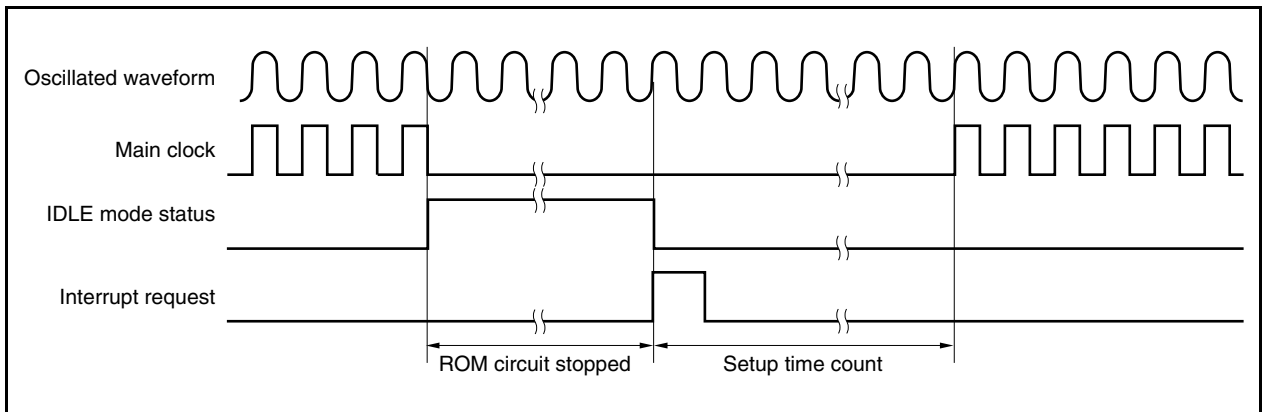 Oscillated waveform
Main clock
IDLE mode status
Interrupt request
ROM circuit stopped
Setup time count